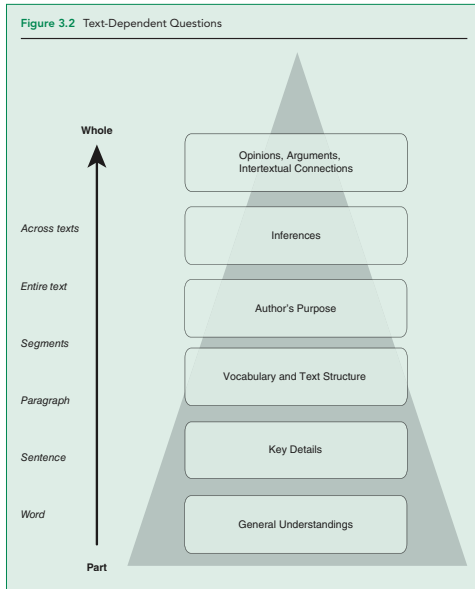 Figure 3.2 Text-Dependent Questions
Whole
Opinions, Arguments,
Intertextual Connections
Across texts
Inferences
Entire text
Author's Purpose
Segments
Vocabulary and Text Structure
Paragraph
Key Details
Sentence
Word
General Understandings
Part